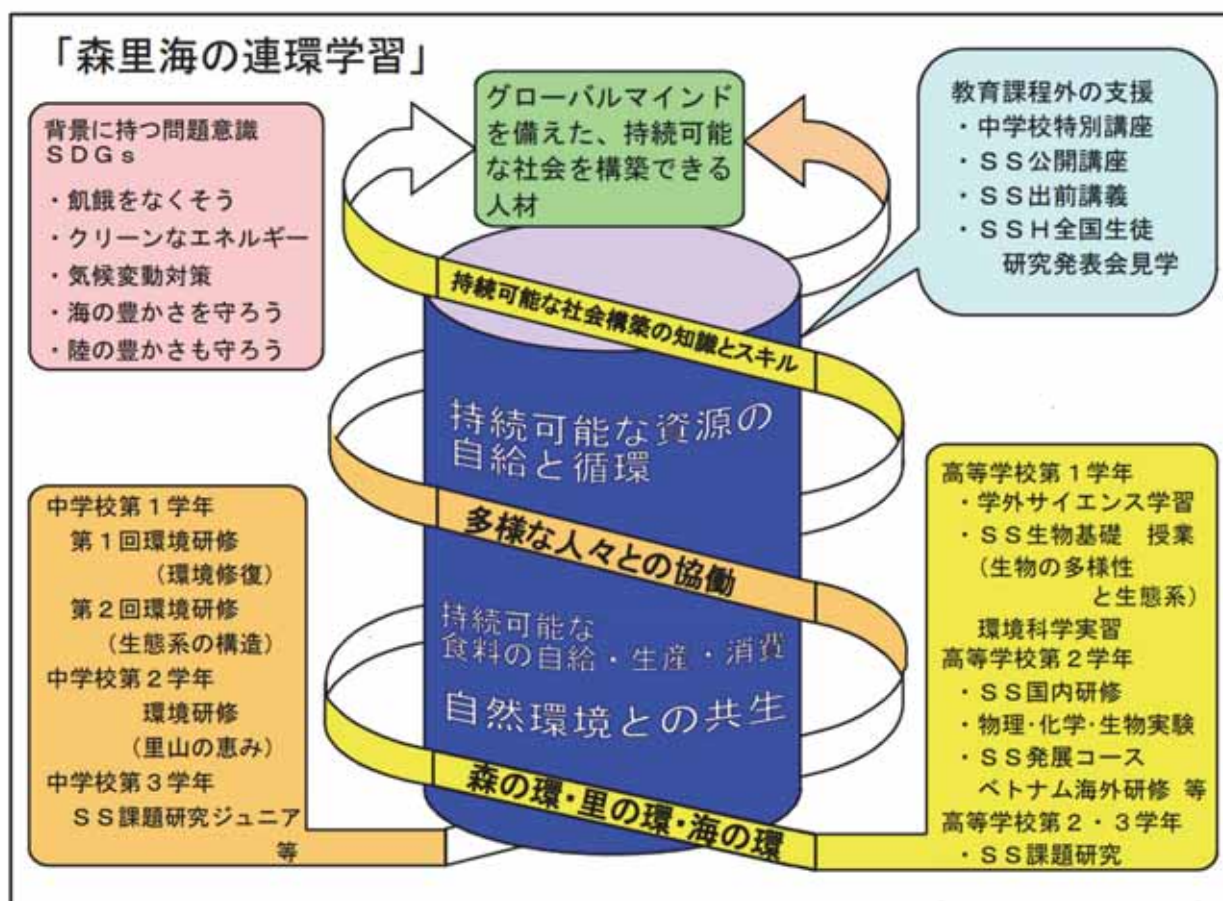 「森里海の連環学習」
背景に持つ問題意識
ＳＤＧｓ
・飢餓をなくそう
・クリーンなエネルギー
・気候変動対策
・海の豊かさを守ろう
・陸の豊かさも守ろう
グローバルマインド
を備えた、持続可能
な社会を構築できる
人材
教育課程外の支援
・中学校特別講座
・ＳＳ公開講座
・ＳＳ出前講義
・ＳＳＨ全国生徒
研究発表会見学
持続可能な社会構築の知識とスキル
持続可能な資源の
自給と循環
多様な人々との協働
持続可能な
食料の自給・生産・消費
自然環境との共生
森の環・里の環・海の環
中学校第１学年
第１回環境研修
（環境修復）
第２回環境研修
（生態系の構造）
中学校第２学年
環境研修
（里山の恵み）
中学校第３学年
ＳＳ課題研究ジュニア
等
高等学校第１学年
・学外サイエンス学習
・ＳＳ生物基礎　授業
（生物の多様性
と生態系）
環境科学実習
高等学校第２学年
・ＳＳ国内研修
・物理・化学・生物実験
・ＳＳ発展コース
ベトナム海外研修 等
高等学校第２・３学年
・ＳＳ課題研究